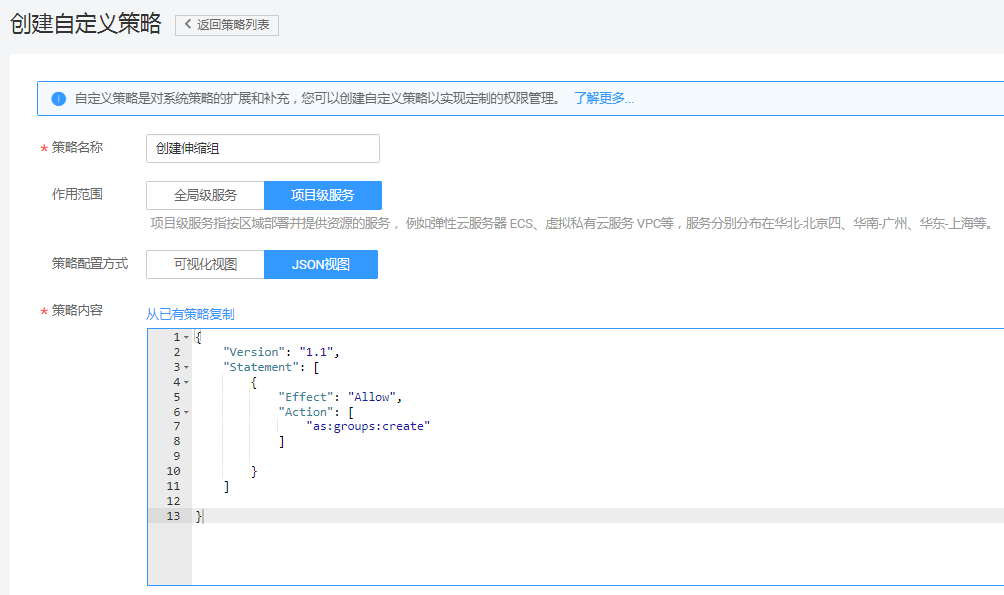 创建自定义策略 返回策略列表
自定义策略是对系统策略的扩展和补充，您可以创建自定义策略以实现定制的权限管理。 了解更多...
* 策略名称 创建伸缩组
作用范围 全局级服务 项目级服务
项目级服务指按区域部署并提供资源的服务， 例如弹性云服务器 ECS、虚拟私有云服务 VPC等，服务分别分布在华北-北京四、华南-广州、华东-上海等。
策略配置方式 可视化视图 JSON视图
* 策略内容 从已有策略复制
1 {
2     "Version": "1.1",
3     "Statement": [
4         {
5             "Effect": "Allow",
6             "Action": [
7                 "as:groups:create"
8             ]
9
10         }
11     ]
12
13 }